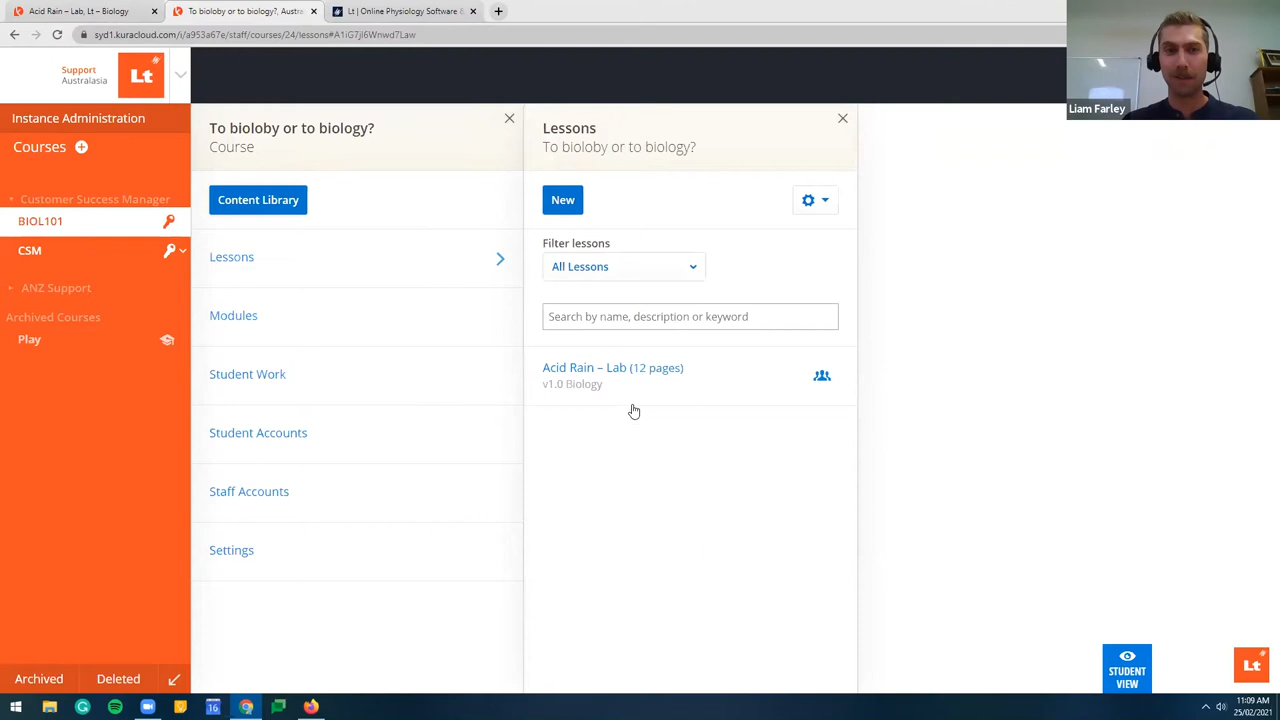 Acid Rain – Lab, Lt – Biology
To bioloby or to biology?, Austra
Lt | Online Physiology Software &
syd1.kuracloud.com/i/a953a67e/staff/courses/24/lessons#A1iG7jI6Wnwd7Law
Support
Australasia
Lt
Instance Administration
Courses
Customer Success Manager
BIOL101
CSM
ANZ Support
Archived Courses
Play
Archived
Deleted
To bioloby or to biology?
Course
Content Library
Lessons
Modules
Student Work
Student Accounts
Staff Accounts
Settings
Lessons
To bioloby or to biology?
New
Filter lessons
All Lessons
Search by name, description or keyword
Acid Rain – Lab (12 pages)
v1.0 Biology
Liam Farley
STUDENT
VIEW
Lt
16
11:09 AM
25/02/2021